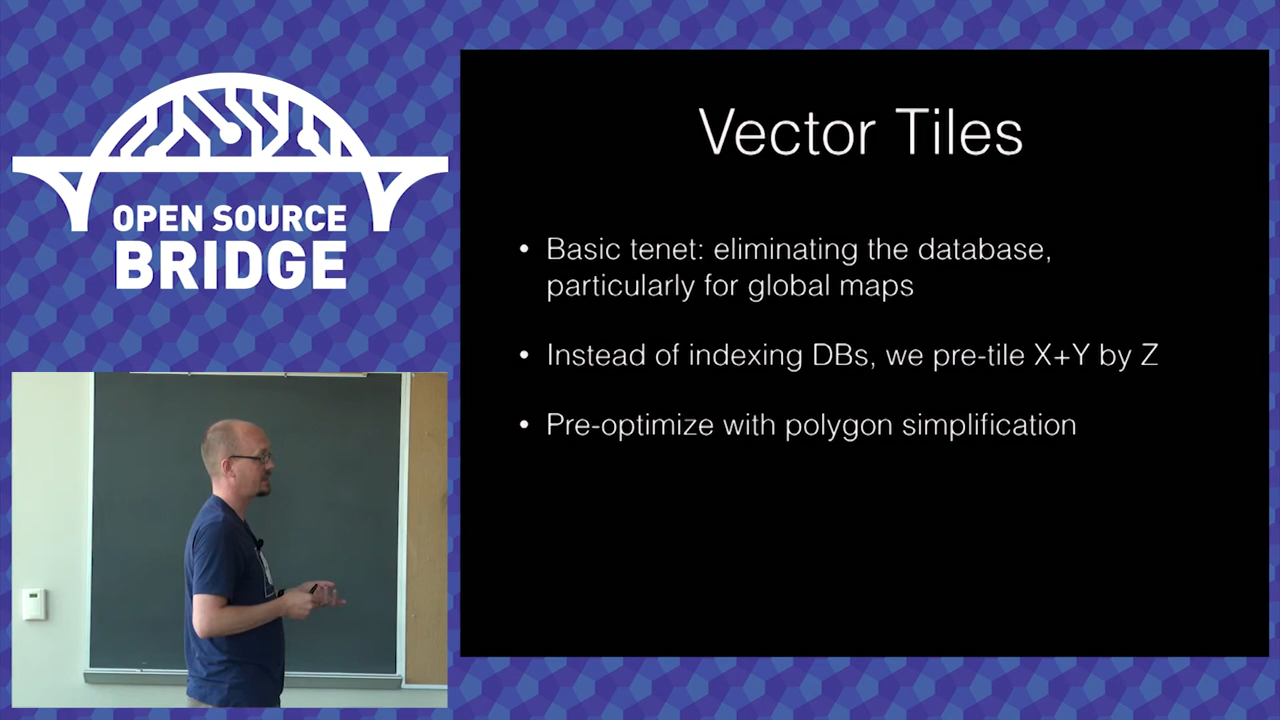 OPEN SOURCE
BRIDGE
Vector Tiles
• Basic tenet: eliminating the database,
particularly for global maps
• Instead of indexing DBs, we pre-tile X+Y by Z
• Pre-optimize with polygon simplification